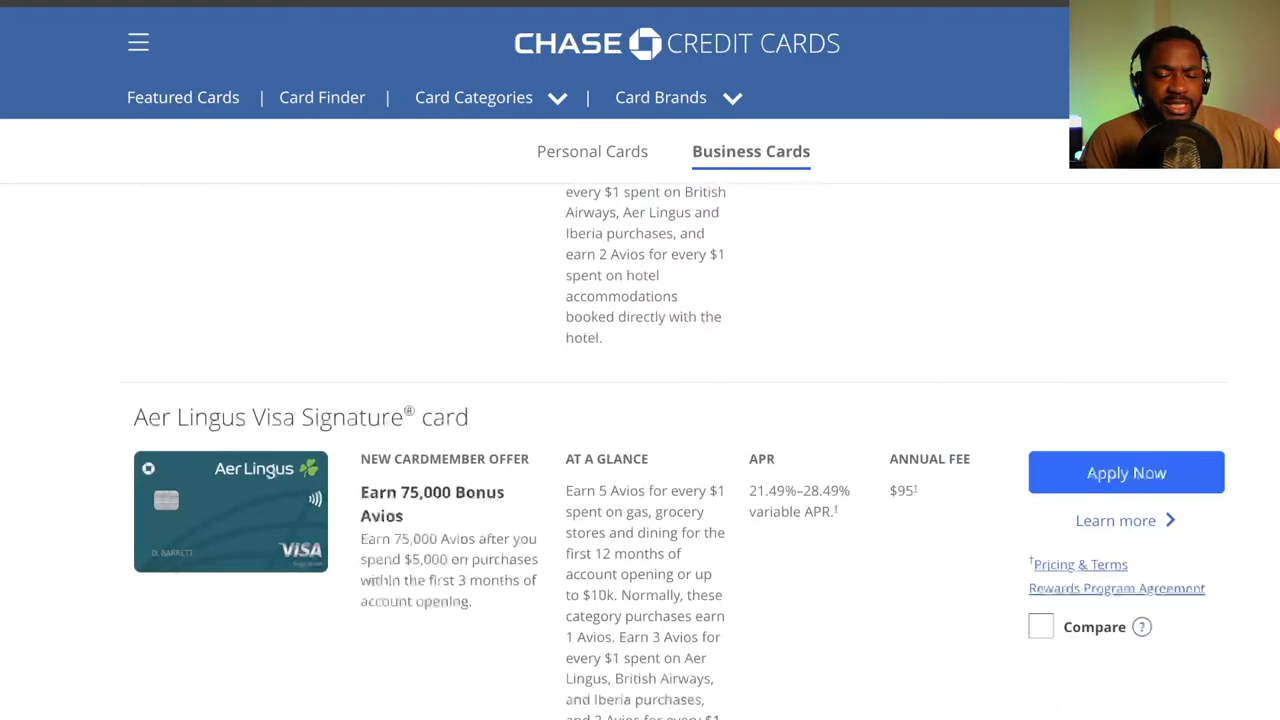 CHASE CREDIT CARDS
Featured Cards | Card Finder | Card Categories | Card Brands
Personal Cards Business Cards
every $1 spent on British
Airways, Aer Lingus and
Iberia purchases, and
earn 2 Avios for every $1
spent on hotel
accommodations
booked directly with the
hotel.
Aer Lingus Visa Signature® card
Aer Lingus
D. BARRETT
VISA
Signature
NEW CARDMEMBER OFFER
Earn 75,000 Bonus
Avios
Earn 75,000 Avios after you
spend $5,000 on purchases
within the first 3 months of
account opening.
AT A GLANCE
Earn 5 Avios for every $1
spent on gas, grocery
stores and dining for the
first 12 months of
account opening or up
to $10k. Normally, these
category purchases earn
1 Avios. Earn 3 Avios for
every $1 spent on Aer
Lingus, British Airways,
and Iberia purchases,
and 2 Avios for every $1
APR
21.49%–28.49%
variable APR.†
ANNUAL FEE
$95†
Apply Now
Learn more
†Pricing & Terms
Rewards Program Agreement
Compare ?